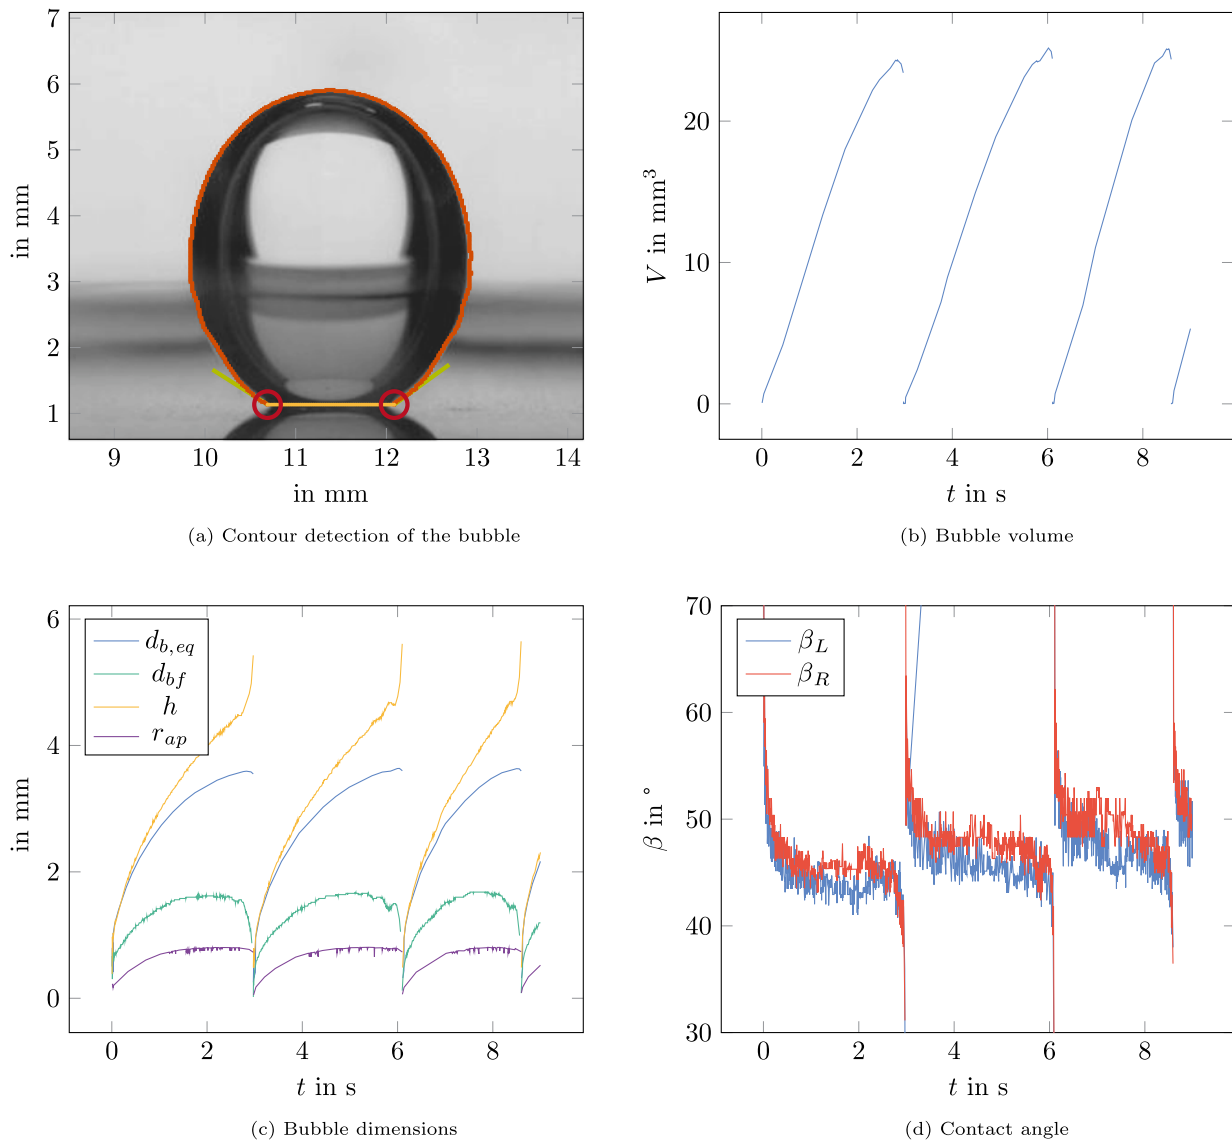 7
6
5
4
3
2
1
in mm
9 10 11 12 13 14
in mm
(a) Contour detection of the bubble
20
10
0
V in mm³
0 2 4 6 8
t in s
(b) Bubble volume
6
4
2
0
in mm
d_{b,eq}
d_{bf}
h
r_{ap}
0 2 4 6 8
t in s
(c) Bubble dimensions
70
60
50
40
30
β in °
β_L
β_R
0 2 4 6 8
t in s
(d) Contact angle